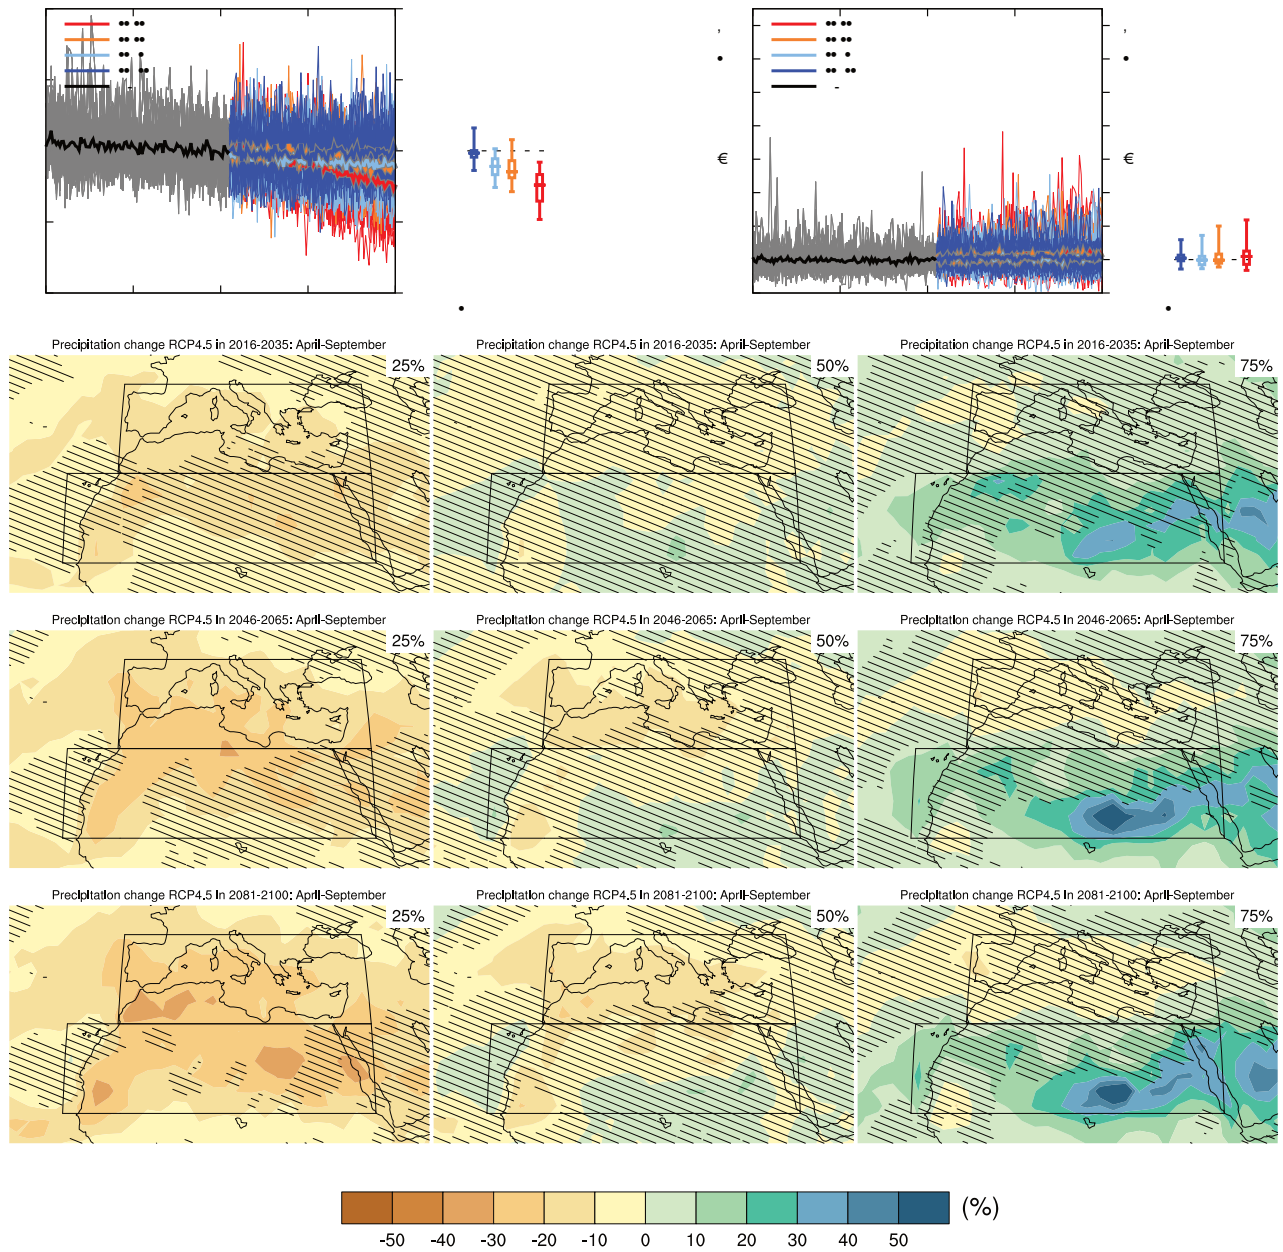 ,
•
€
,
•
€
•
•
Precipitation change RCP4.5 in 2016-2035: April-September
25%
Precipitation change RCP4.5 in 2016-2035: April-September
50%
Precipitation change RCP4.5 in 2016-2035: April-September
75%
Precipitation change RCP4.5 in 2046-2065: April-September
25%
Precipitation change RCP4.5 in 2046-2065: April-September
50%
Precipitation change RCP4.5 in 2046-2065: April-September
75%
Precipitation change RCP4.5 in 2081-2100: April-September
25%
Precipitation change RCP4.5 in 2081-2100: April-September
50%
Precipitation change RCP4.5 in 2081-2100: April-September
75%
(%)
-50 -40 -30 -20 -10 0 10 20 30 40 50